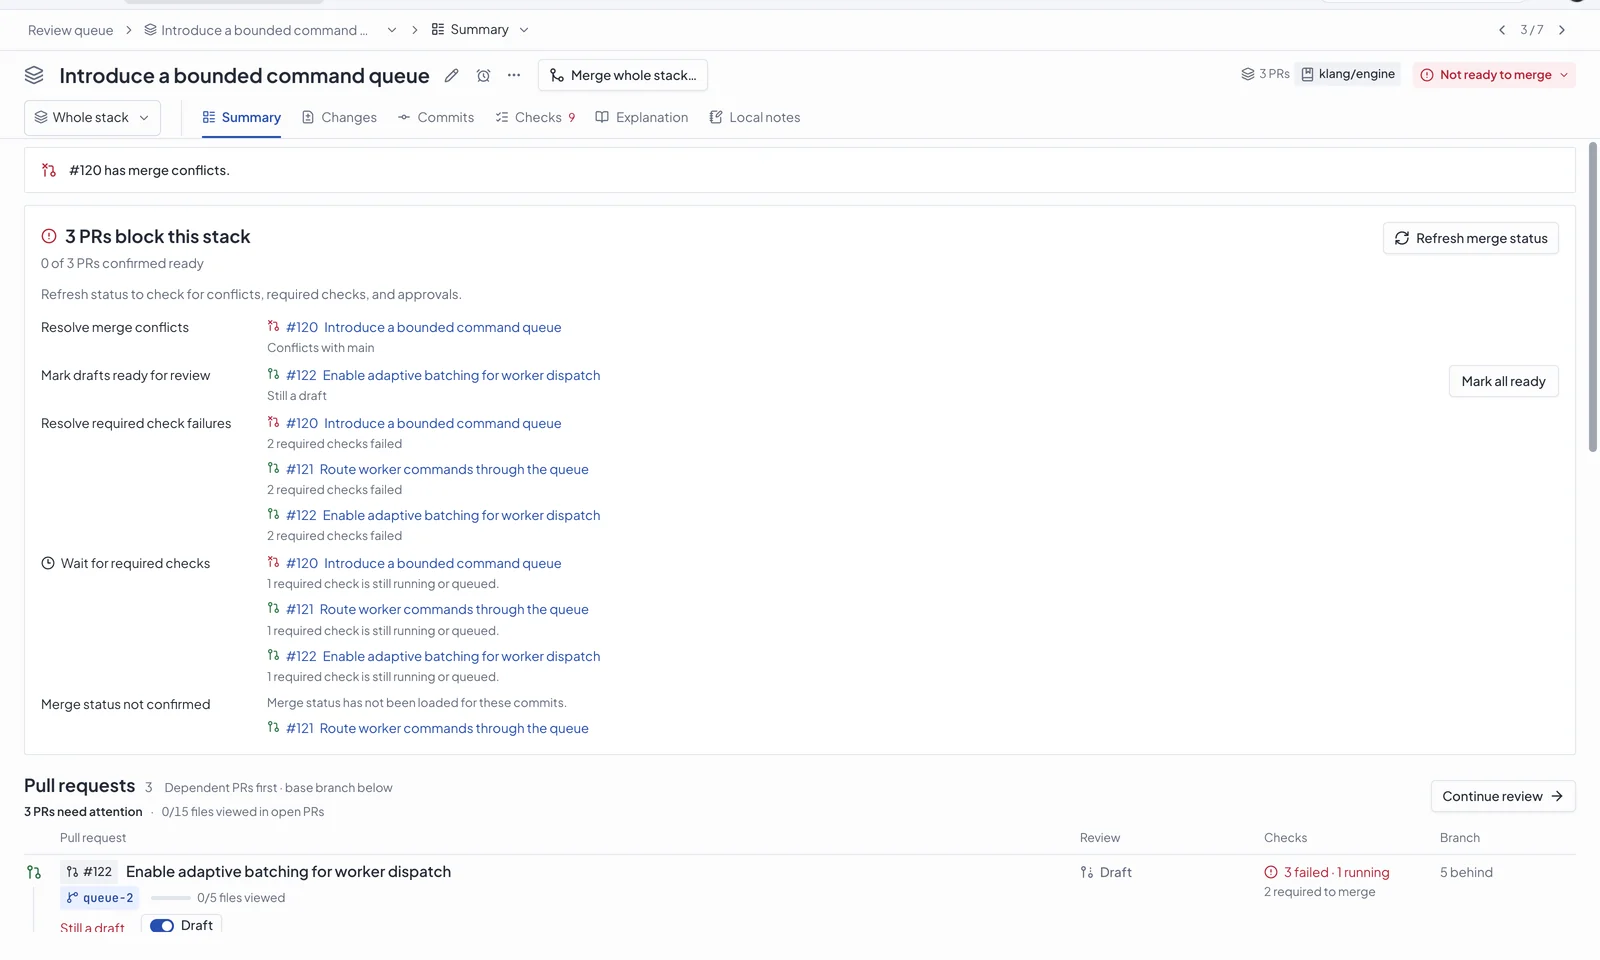 Review queue > Introduce a bounded command ... > Summary
3 / 7
Introduce a bounded command queue
Merge whole stack...
3 PRs
klang/engine
Not ready to merge
Whole stack
Summary
Changes
Commits
Checks 9
Explanation
Local notes
#120 has merge conflicts.
3 PRs block this stack
Refresh merge status
0 of 3 PRs confirmed ready
Refresh status to check for conflicts, required checks, and approvals.
Resolve merge conflicts
#120 Introduce a bounded command queue
Conflicts with main
Mark drafts ready for review
#122 Enable adaptive batching for worker dispatch
Still a draft
Mark all ready
Resolve required check failures
#120 Introduce a bounded command queue
2 required checks failed
#121 Route worker commands through the queue
2 required checks failed
#122 Enable adaptive batching for worker dispatch
2 required checks failed
Wait for required checks
#120 Introduce a bounded command queue
1 required check is still running or queued.
#121 Route worker commands through the queue
1 required check is still running or queued.
#122 Enable adaptive batching for worker dispatch
1 required check is still running or queued.
Merge status not confirmed
Merge status has not been loaded for these commits.
#121 Route worker commands through the queue
Pull requests 3 Dependent PRs first · base branch below
3 PRs need attention · 0/15 files viewed in open PRs
Continue review
Pull request
Review
Checks
Branch
#122 Enable adaptive batching for worker dispatch
Draft
3 failed · 1 running
5 behind
2 required to merge
queue-2
0/5 files viewed
Still a draft
Draft